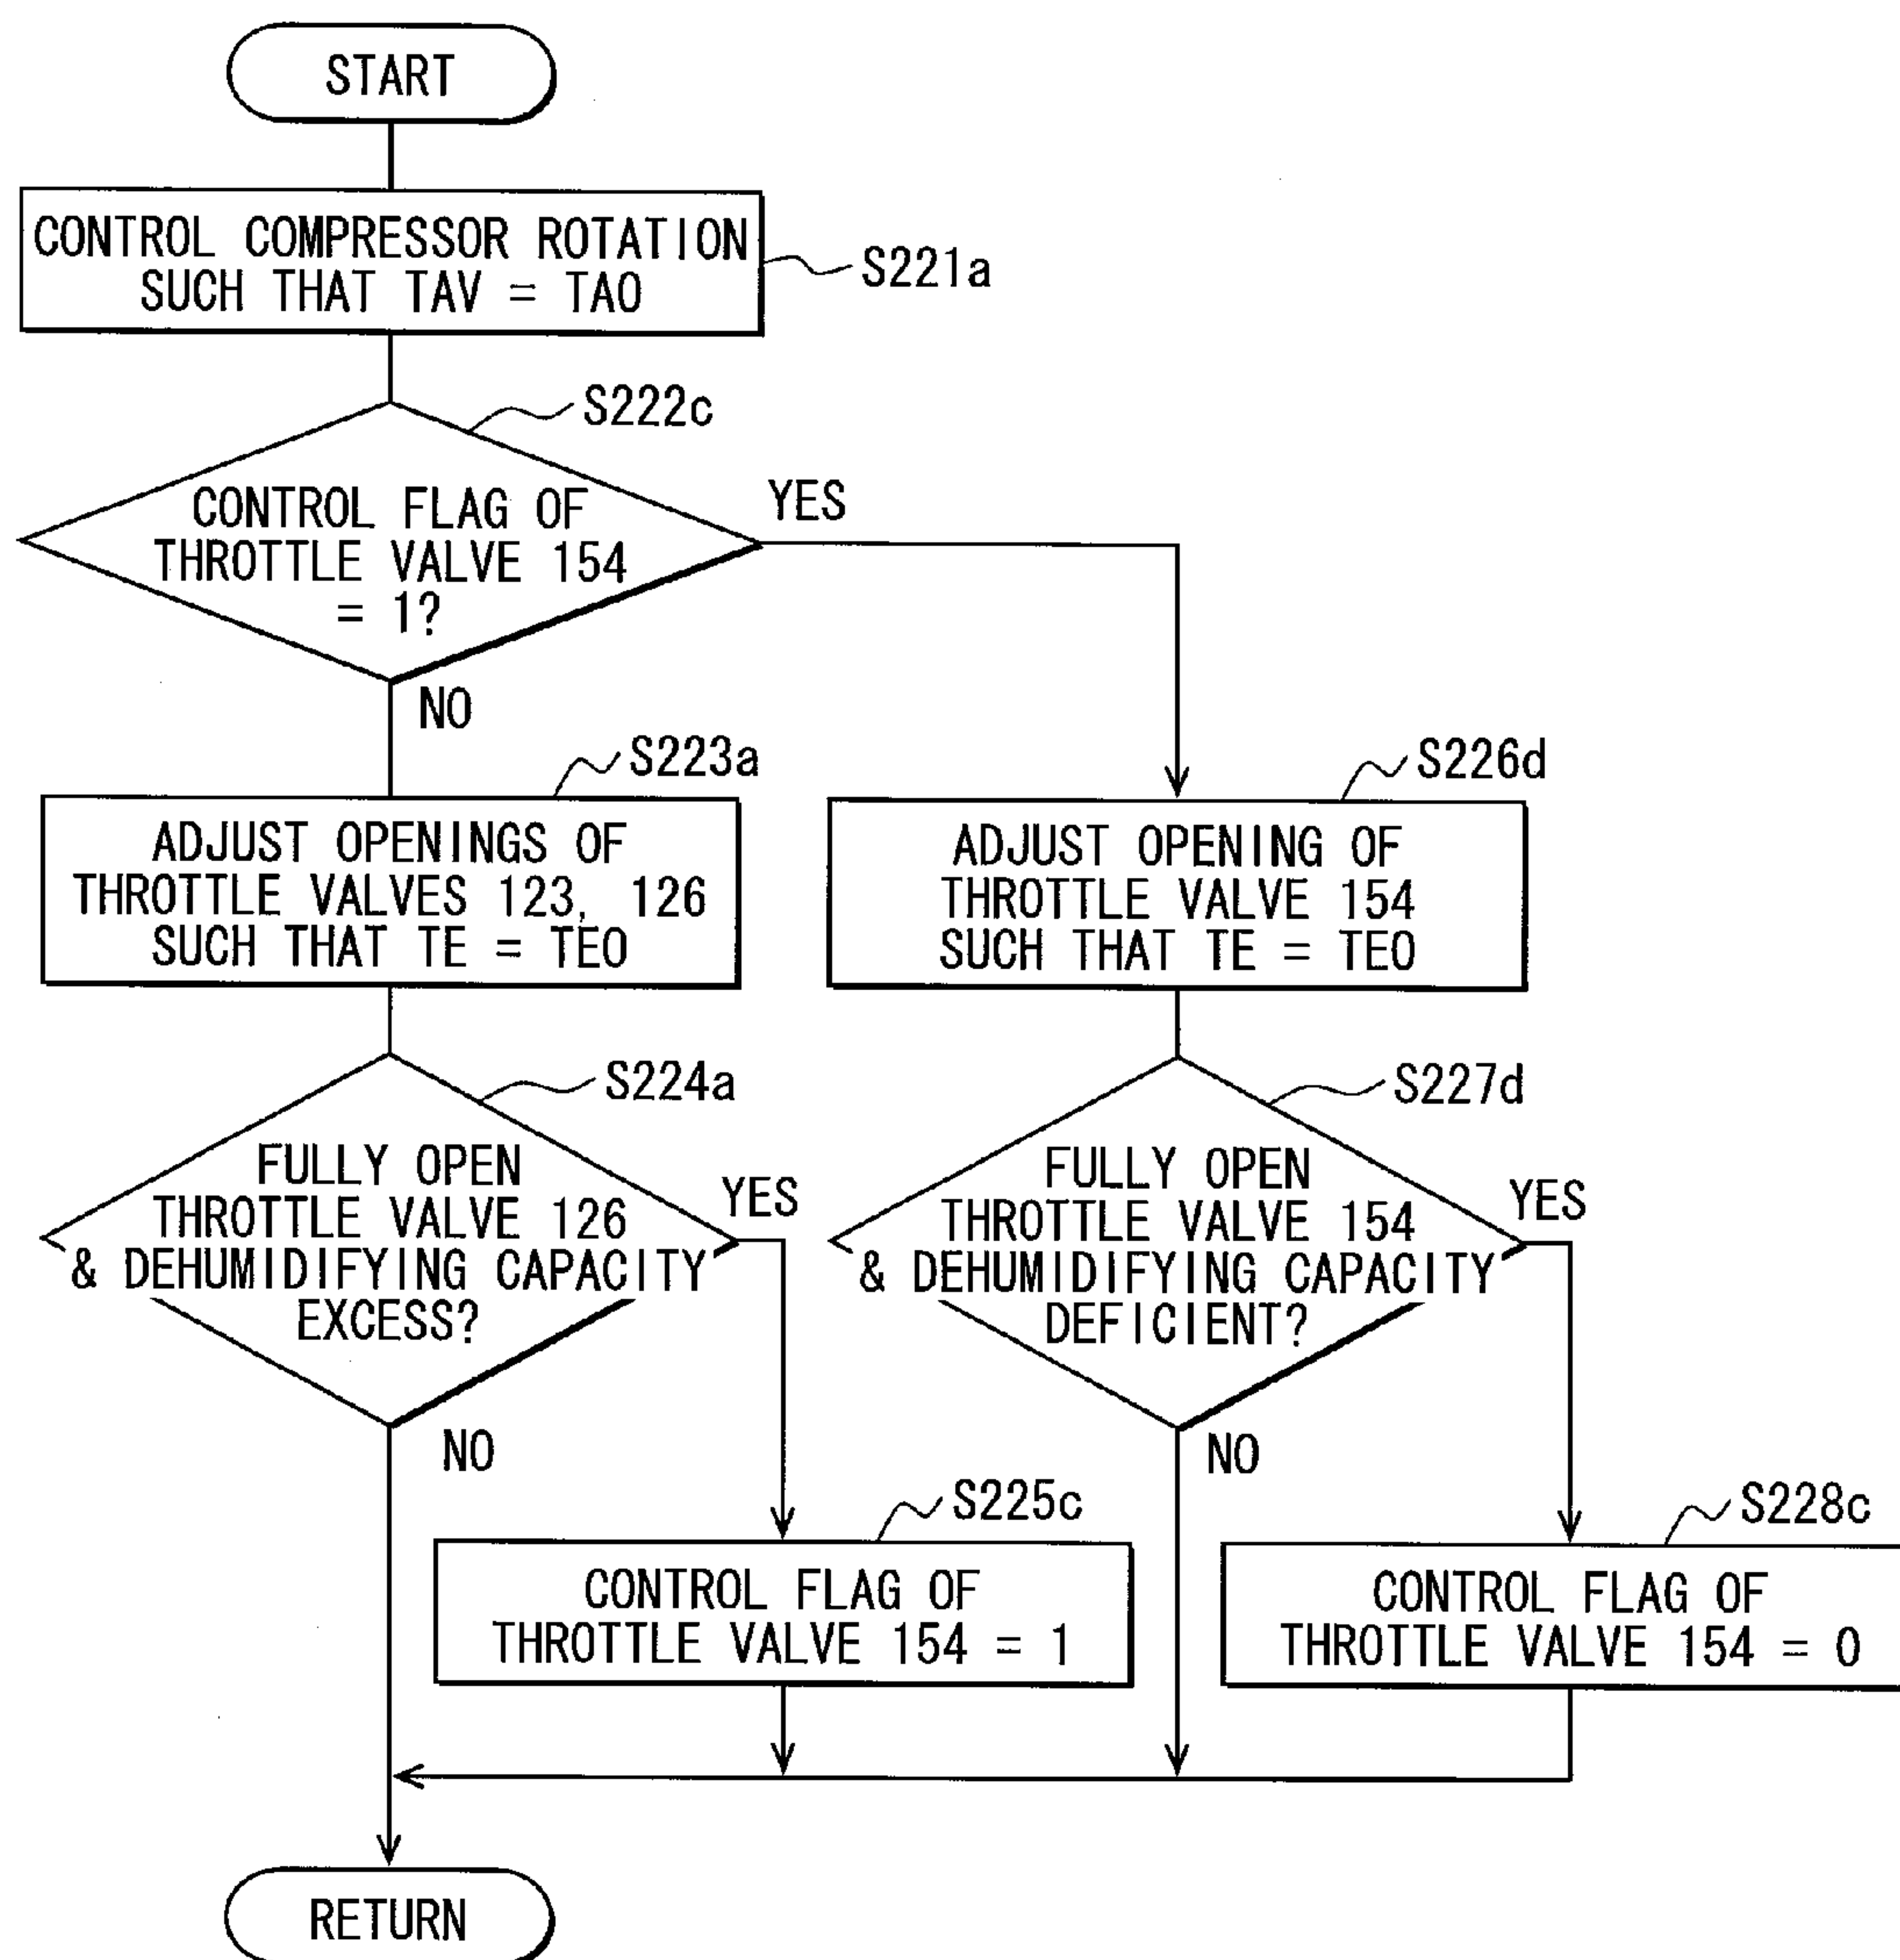 START
CONTROL COMPRESSOR ROTATION
SUCH THAT TAV = TAO
S221a
S222c
CONTROL FLAG OF
THROTTLE VALVE 154
= 1?
YES
NO
S223a
ADJUST OPENINGS OF
THROTTLE VALVES 123, 126
SUCH THAT TE = TEO
S226d
ADJUST OPENING OF
THROTTLE VALVE 154
SUCH THAT TE = TEO
S224a
FULLY OPEN
THROTTLE VALVE 126
& DEHUMIDIFYING CAPACITY
EXCESS?
YES
NO
S227d
FULLY OPEN
THROTTLE VALVE 154
& DEHUMIDIFYING CAPACITY
DEFICIENT?
YES
NO
S225c
CONTROL FLAG OF
THROTTLE VALVE 154 = 1
S228c
CONTROL FLAG OF
THROTTLE VALVE 154 = 0
RETURN